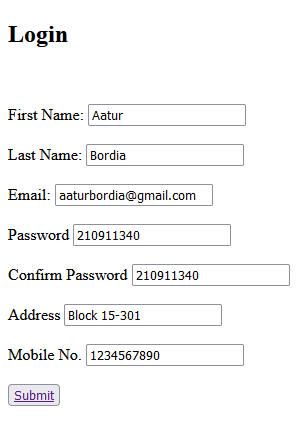 Login
First Name: Aatur
Last Name: Bordia
Email: aaturbordia@gmail.com
Password 210911340
Confirm Password 210911340
Address Block 15-301
Mobile No. 1234567890
Submit